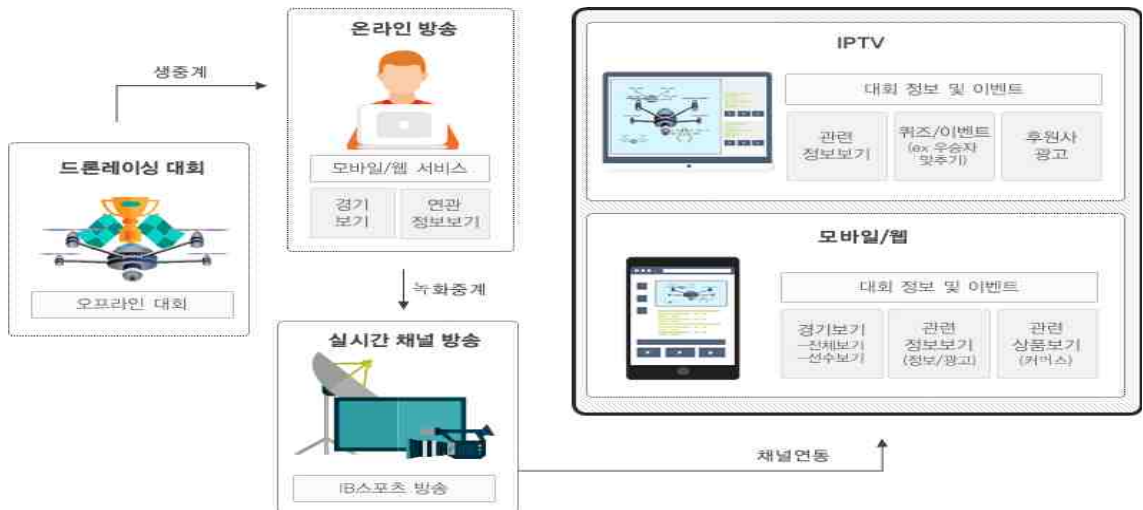 드론레이싱 대회
오프라인 대회
생중계
온라인 방송
모바일/웹 서비스
경기
보기
연관
정보보기
녹화중계
실시간 채널 방송
IB스포츠 방송
채널연동
IPTV
대회 정보 및 이벤트
관련
정보보기
퀴즈/이벤트
(ex 우승자
맞추기)
후원사
광고
모바일/웹
대회 정보 및 이벤트
경기보기
-전체보기
-선수보기
관련
정보보기
(정보/광고)
관련
상품보기
(커머스)